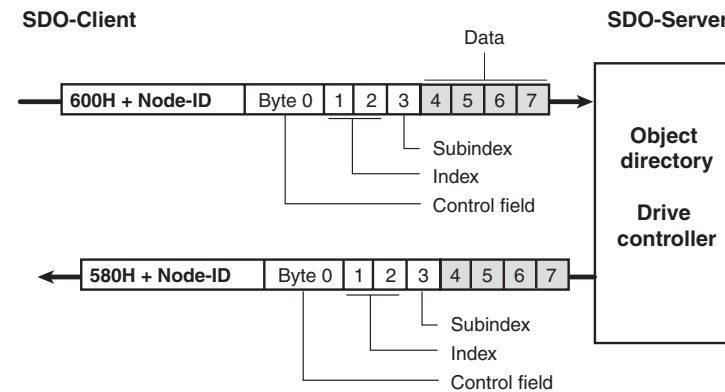 SDO-Client
SDO-Server
Data
600H + Node-ID Byte 0 1 2 3 4 5 6 7
Subindex
Index
Control field
Object
directory
Drive
controller
580H + Node-ID Byte 0 1 2 3 4 5 6 7
Subindex
Index
Control field